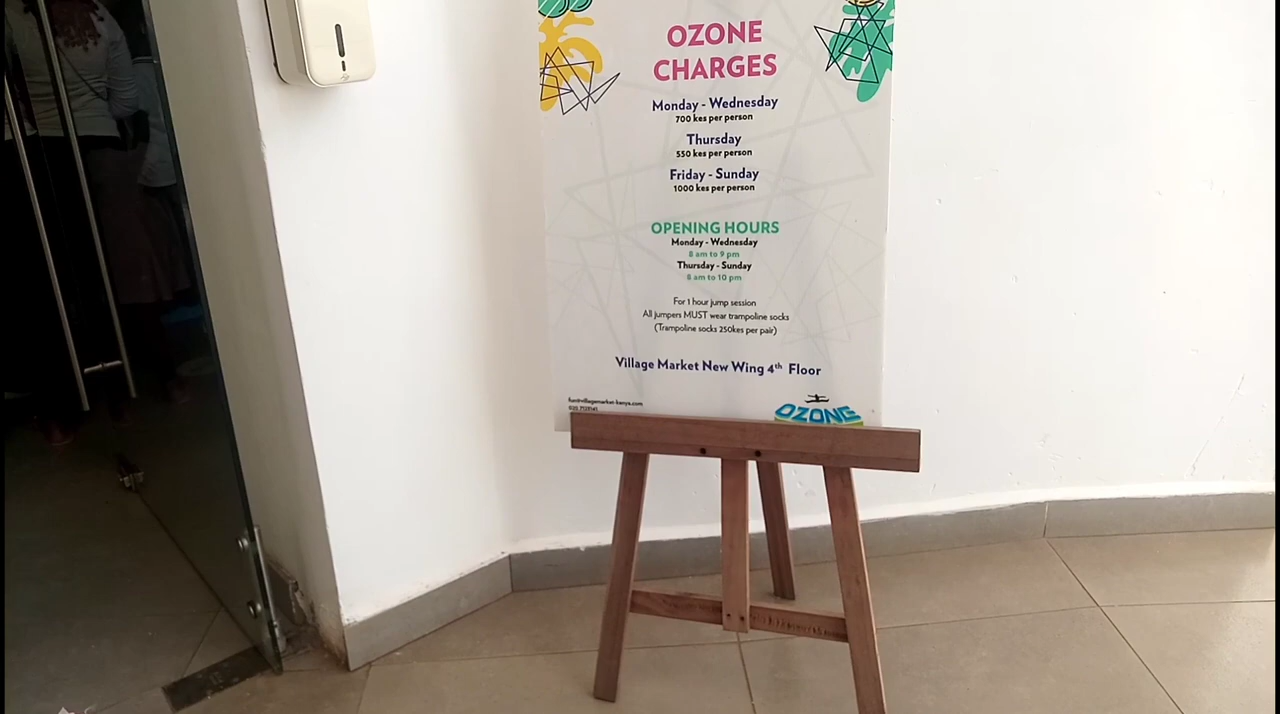 OZONE
CHARGES
Monday - Wednesday
700 kes per person
Thursday
550 kes per person
Friday - Sunday
1000 kes per person
OPENING HOURS
Monday - Wednesday
8 am to 9 pm
Thursday - Sunday
8 am to 10 pm
For 1 hour jump session
All jumpers MUST wear trampoline socks
(Trampoline socks 250kes per pair)
Village Market New Wing 4th Floor
OZONE